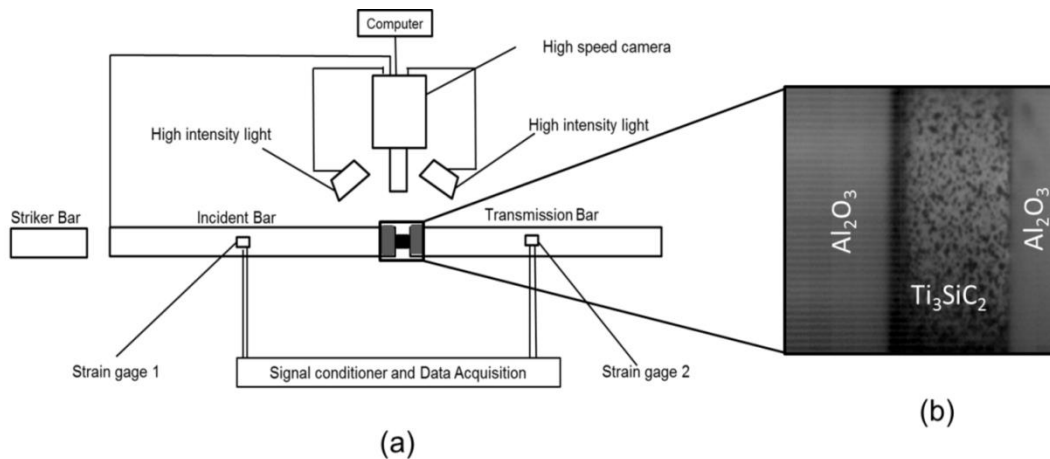 Computer
High speed camera
High intensity light
High intensity light
Striker Bar
Incident Bar
Transmission Bar
Strain gage 1
Signal conditioner and Data Acquisition
Strain gage 2
(a)
Al₂O₃
Ti₃SiC₂
Al₂O₃
(b)